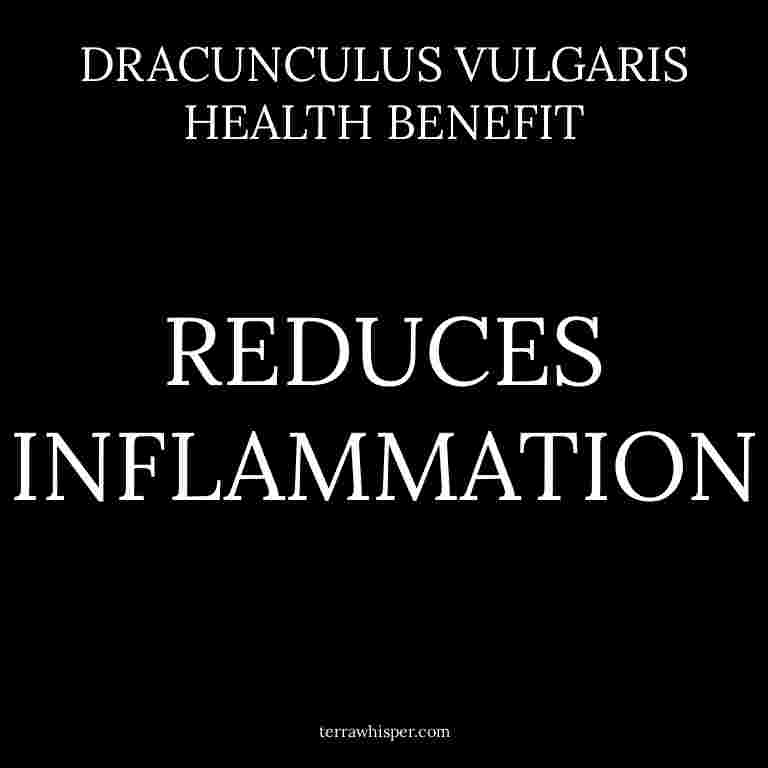 DRACUNCULUS VULGARIS
HEALTH BENEFIT
REDUCES
INFLAMMATION
terrawhisper.com